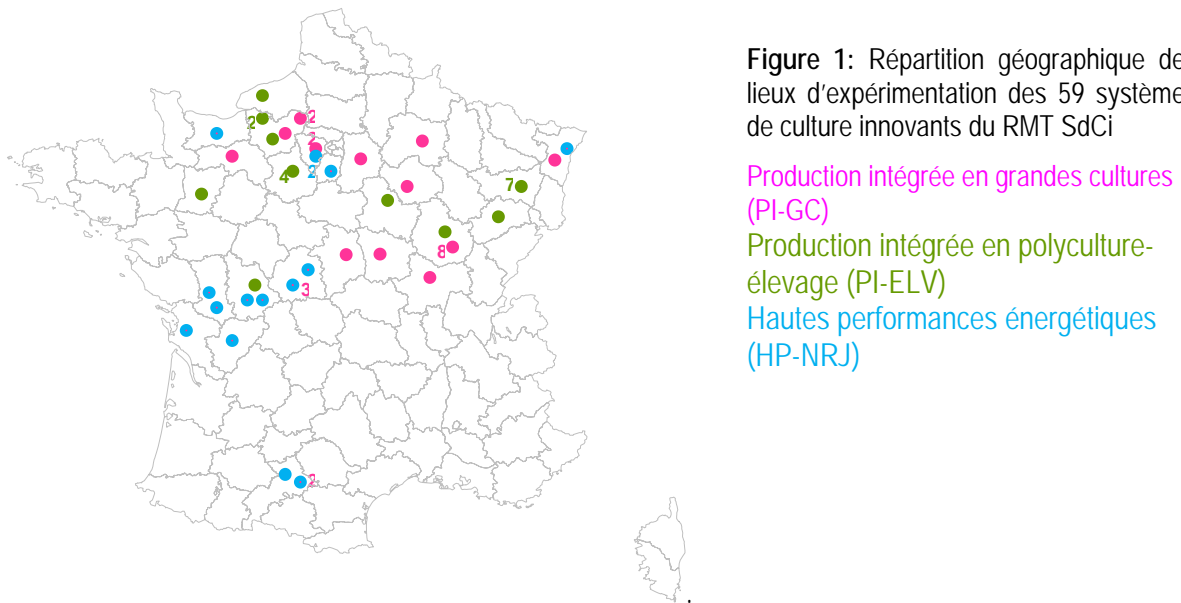 Figure 1: Répartition géographique de
lieux d'expérimentation des 59 système
de culture innovants du RMT SdCi
Production intégrée en grandes cultures
(PI-GC)
Production intégrée en polyculture-
élevage (PI-ELV)
Hautes performances énergétiques
(HP-NRJ)
2
2
2
4
7
8
3
2